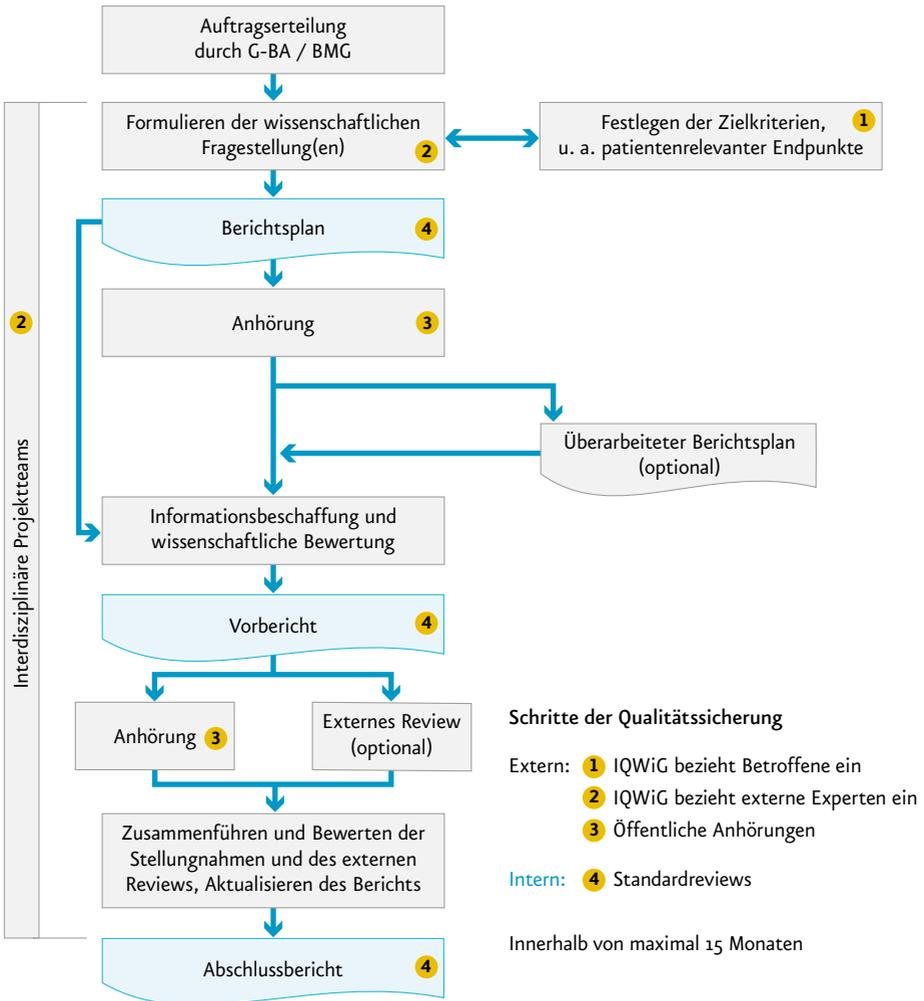 Auftragserteilung
durch G-BA / BMG
Formulieren der wissenschaftlichen
Fragestellung(en)
2
Festlegen der Zielkriterien,
u. a. patientenrelevanter Endpunkte
1
Berichtsplan
4
2
Interdisziplinäre Projektteams
Anhörung
3
Überarbeiteter Berichtsplan
(optional)
Informationsbeschaffung und
wissenschaftliche Bewertung
Vorbericht
4
Anhörung 3
Externes Review
(optional)
Zusammenführen und Bewerten der
Stellungnahmen und des externen
Reviews, Aktualisieren des Berichts
Abschlussbericht
4
Schritte der Qualitätssicherung
Extern: 1 IQWiG bezieht Betroffene ein
2 IQWiG bezieht externe Experten ein
3 Öffentliche Anhörungen
Intern: 4 Standardreviews
Innerhalb von maximal 15 Monaten